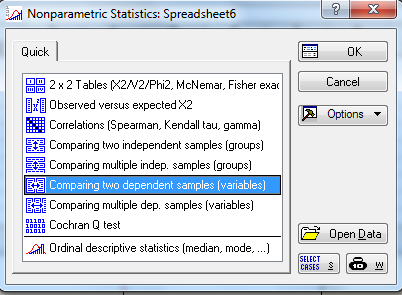 Nonparametric Statistics: Spreadsheet6
Quick
2 x 2 Tables (X2/V2/Phi2, McNemar, Fisher exac
Observed versus expected X2
Correlations (Spearman, Kendall tau, gamma)
Comparing two independent samples (groups)
Comparing multiple indep. samples (groups)
Comparing two dependent samples (variables)
Comparing multiple dep. samples (variables)
Cochran Q test
Ordinal descriptive statistics (median, mode, ...)
OK
Cancel
Options
Open Data
SELECT CASES S
W